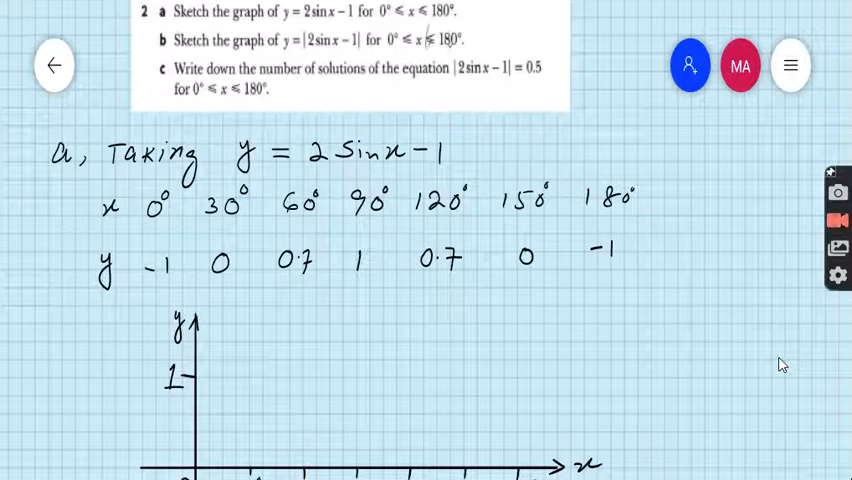 2 a Sketch the graph of y = 2 sin x − 1 for 0° ⩽ x ⩽ 180°.
b Sketch the graph of y = |2 sin x − 1| for 0° ⩽ x ⩽ 180°.
c Write down the number of solutions of the equation |2 sin x − 1| = 0.5
for 0° ⩽ x ⩽ 180°.
MA
a, Taking y = 2 Sinx − 1
x 0° 30° 60° 90° 120° 150° 180°
y −1 0 0.7 1 0.7 0 −1
y
1
x